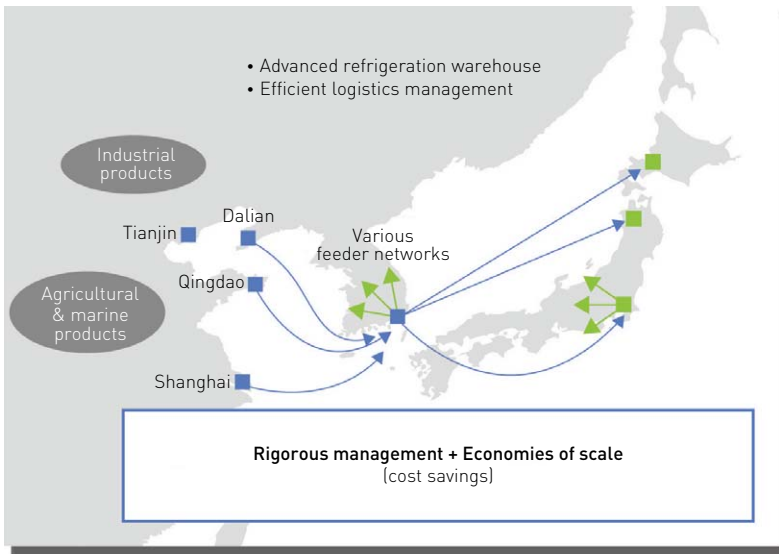 • Advanced refrigeration warehouse
• Efficient logistics management
Industrial
products
Dalian
Tianjin
Various
feeder networks
Qingdao
Agricultural
& marine
products
Shanghai
Rigorous management + Economies of scale
(cost savings)